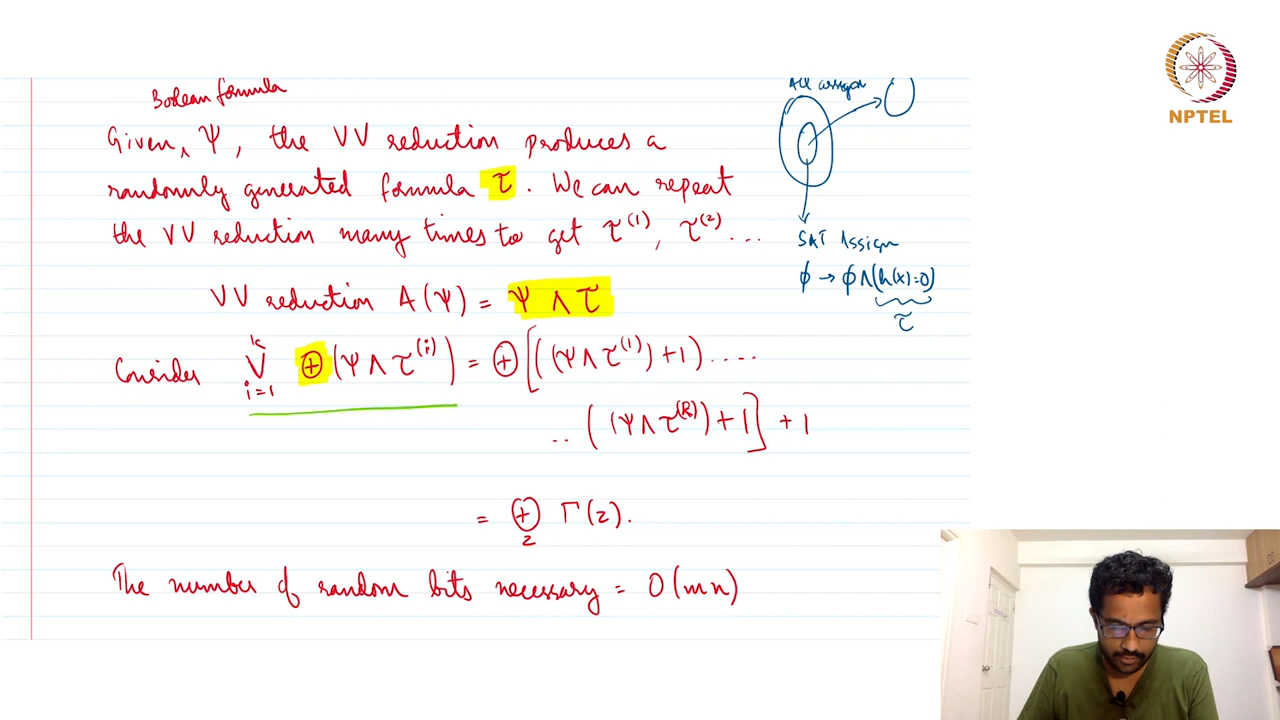 Boolean formula
Given ∧ Ψ, the VV reduction produces a
randomly generated formula τ. We can repeat
the VV reduction many times to get τ^(1), τ^(2) ...
VV reduction A(Ψ) = Ψ ∧ τ
Consider k ∨ i=1 ⊕(Ψ ∧ τ^(i)) = ⊕[((Ψ ∧ τ^(1)) + 1) ....
.. ((Ψ ∧ τ^(k)) + 1] + 1
= ⊕ z Γ(z).
The number of random bits necessary = O(mn)
All assign
SAT Assign
φ → φ ∧ (h(x)=0)
τ
NPTEL